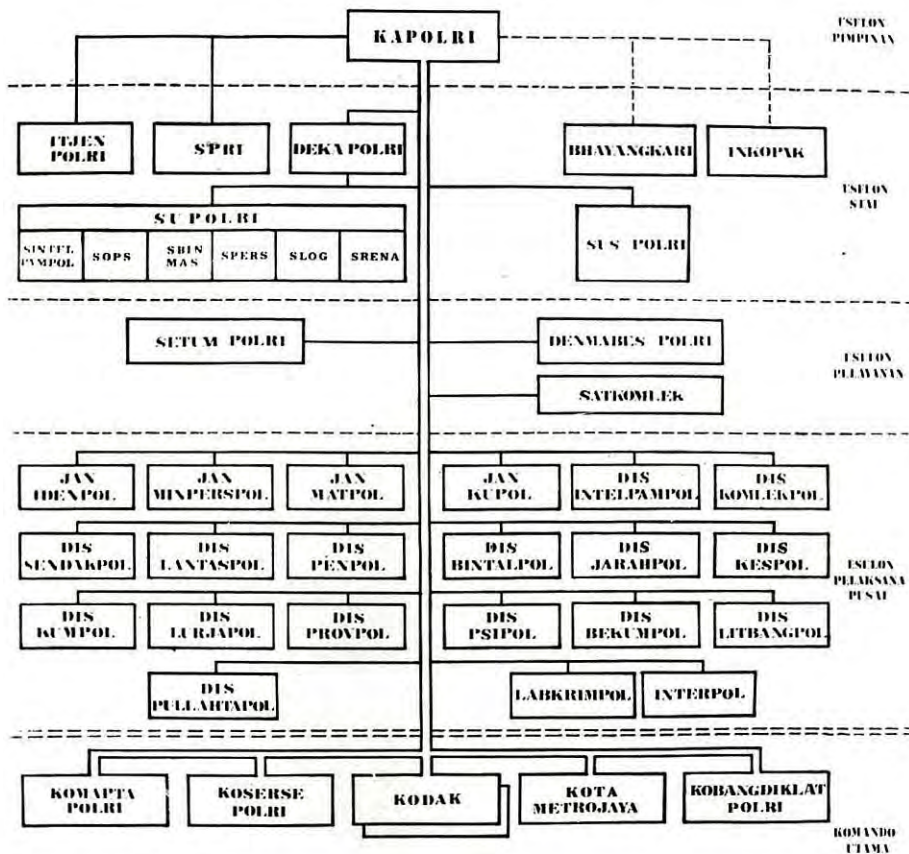 KAPOLRI
ESELON
PIMPINAN
ITJEN
POLRI
SPRI
DEKAPOLRI
BHAYANGKARI
INKOPAK
ESELON
STAF
SUPOLRI
SINTEL
PAMPOL
SOPS
SBIN
MAS
SPERS
SLOG
SRENA
SUS POLRI
SETUM POLRI
DENMABES POLRI
SATKOMLEK
ESELON
PELAYANAN
JAN
IDENPOL
JAN
MINPERSPOL
JAN
MATPOL
JAN
KUPOL
DIS
INTELPAMPOL
DIS
KOMLEKPOL
DIS
SENDAKPOL
DIS
LANTASPOL
DIS
PENPOL
DIS
BINTALPOL
DIS
JARAHPOL
DIS
KESPOL
ESELON
PELAKSANA
PUSAT
DIS
KUMPOL
DIS
LURJAPOL
DIS
PROVPOL
DIS
PSIPOL
DIS
BEKUMPOL
DIS
LITBANGPOL
DIS
PULLAHTAPOL
LABKRIMPOL
INTERPOL
KOMAPTA
POLRI
KOSERSE
POLRI
KODAK
KOTA
METROJAYA
KOBANGDIKLAT
POLRI
KOMANDO
UTAMA